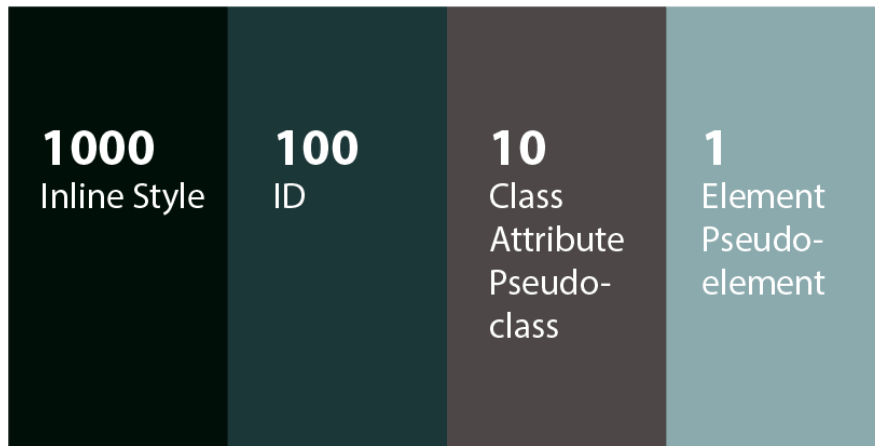 1000
Inline Style
100
ID
10
Class
Attribute
Pseudo-
class
1
Element
Pseudo-
element